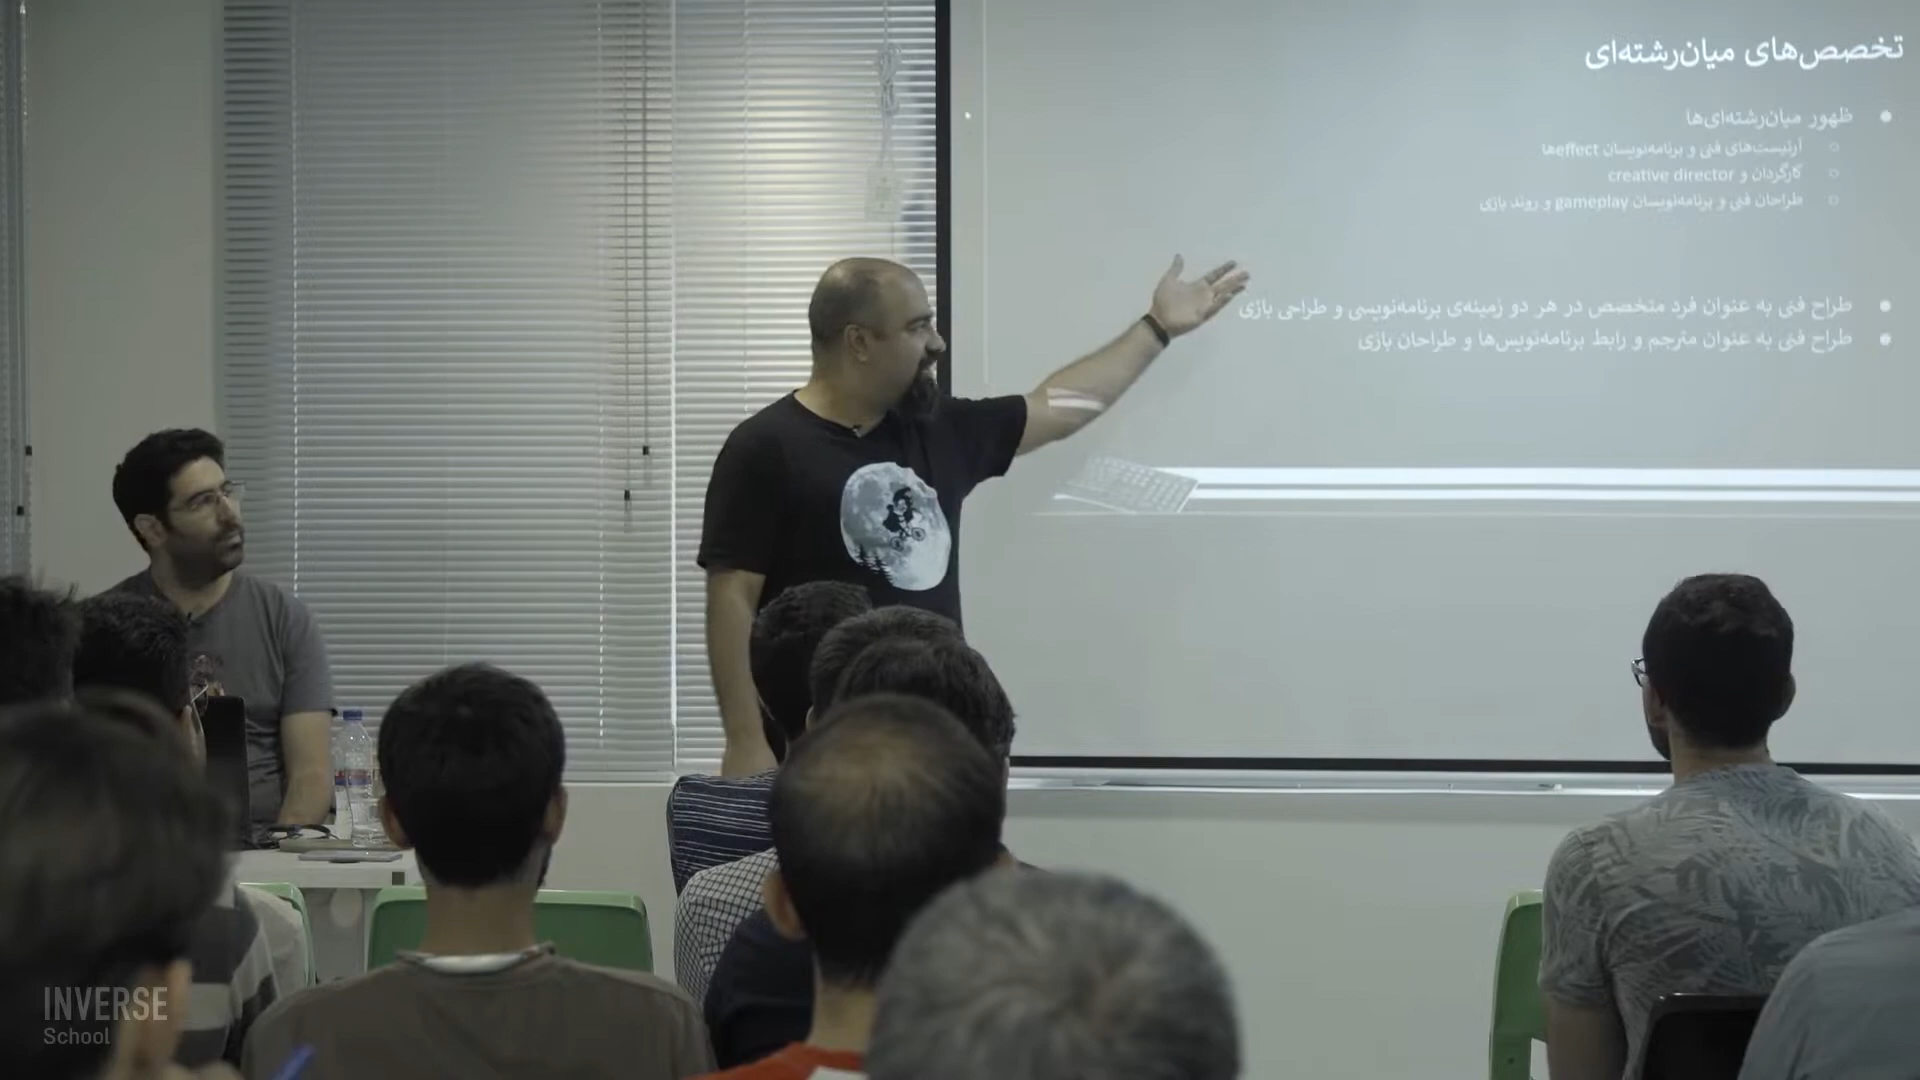 تخصص‌های میان‌رشته‌ای
ظهور میان‌رشته‌ای‌ها
آرتیست‌های فنی و برنامه‌نویسان effectها
کارگردان و creative director
طراحان فنی و برنامه‌نویسان gameplay و روند بازی
طراح فنی به عنوان فرد متخصص در هر دو زمینه‌ی برنامه‌نویسی و طراحی بازی
طراح فنی به عنوان مترجم و رابط برنامه‌نویس‌ها و طراحان بازی
INVERSE
School